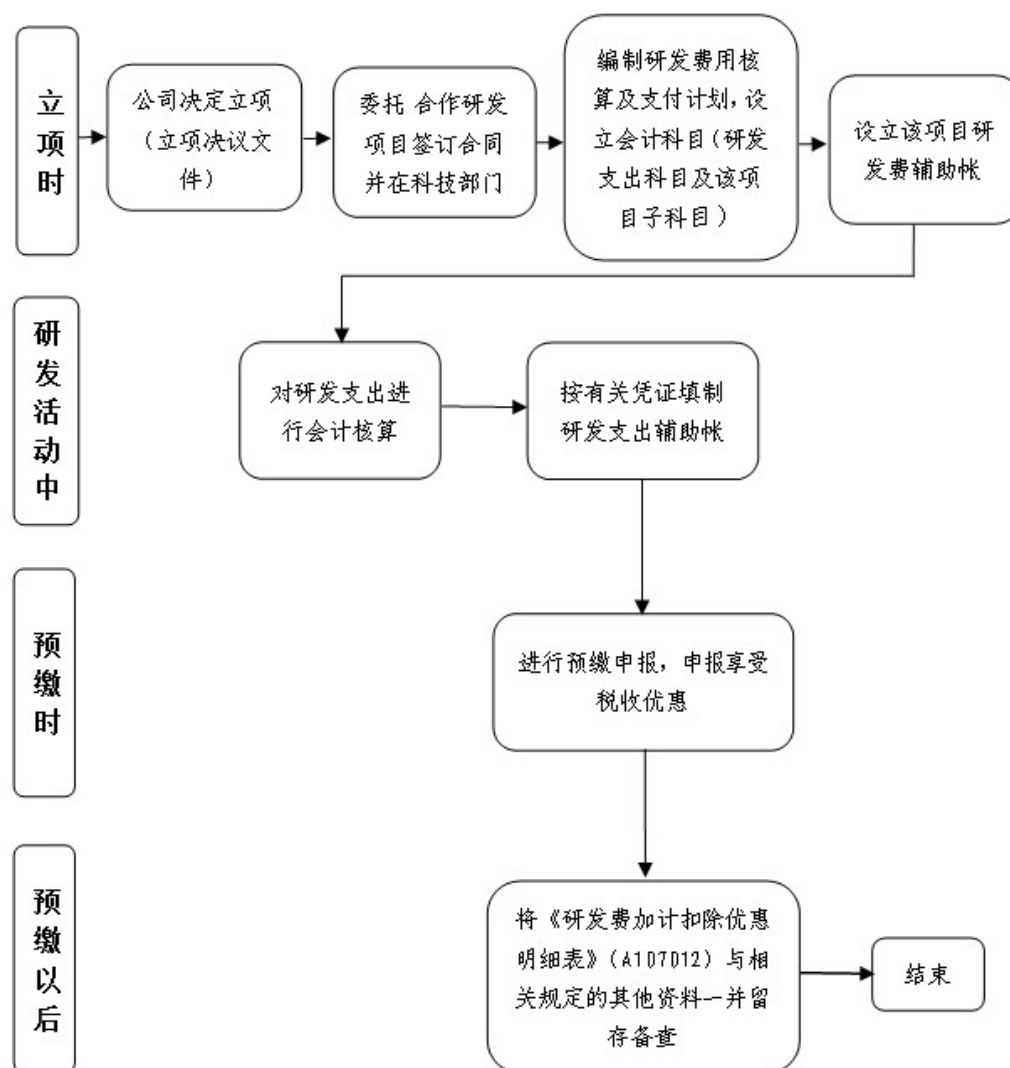 立项时
公司决定立项
（立项决议文
件）
委托 合作研发
项目签订合同
并在科技部门
编制研发费用核
算及支付计划，设
立会计科目（研发
支出科目及该项
目子科目）
设立该项目研
发费辅助帐
研发活动中
对研发支出进
行会计核算
按有关凭证填制
研发支出辅助帐
预缴时
进行预缴申报，申报享受
税收优惠
预缴以后
将《研发费加计扣除优惠
明细表》（A107012）与相
关规定的其他资料一并留
存备查
结束